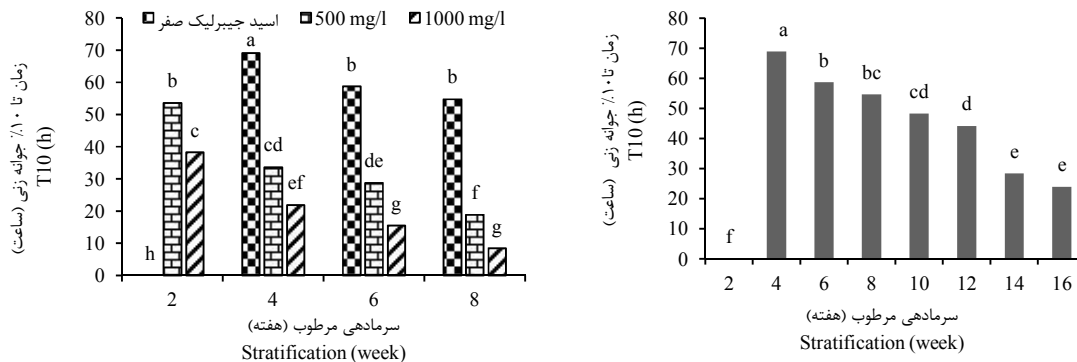 اسید جیبرلیک صفر 500 mg/l 1000 mg/l
زمان تا ۱۰٪ جوانه زنی (ساعت)
T10 (h)
80
70
60
50
40
30
20
10
0
h b c
a cd ef
b de g
b f g
2 4 6 8
سرمادهی مرطوب (هفته)
Stratification (week)
زمان تا ۱۰٪ جوانه زنی (ساعت)
T10 (h)
80
70
60
50
40
30
20
10
0
f a b bc cd d e e
2 4 6 8 10 12 14 16
سرمادهی مرطوب (هفته)
Stratification (week)